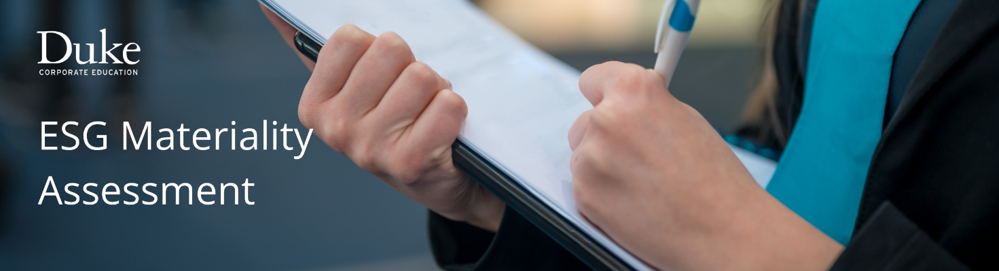 Duke
CORPORATE EDUCATION
ESG Materiality
Assessment